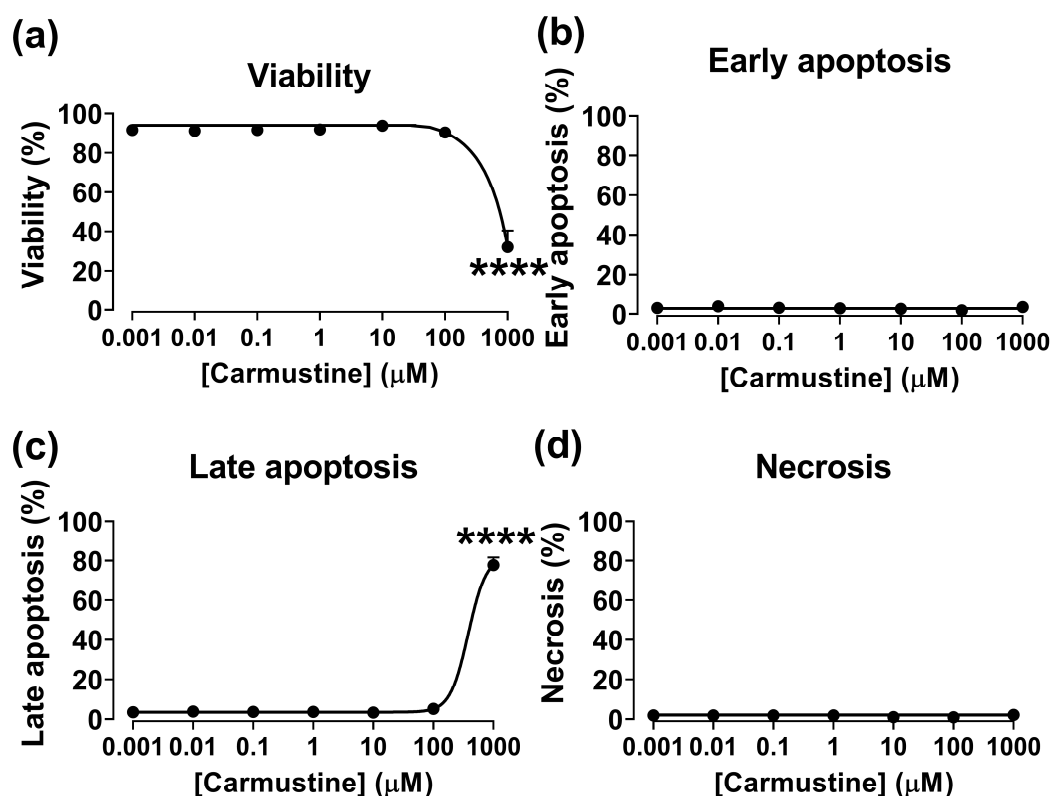 (a)
Viability
Viability (%)
100
80
60
40
20
0
****
0.001 0.01 0.1 1 10 100 1000
[Carmustine] (μM)
(b)
Early apoptosis
Early apoptosis (%)
100
80
60
40
20
0
0.001 0.01 0.1 1 10 100 1000
[Carmustine] (μM)
(c)
Late apoptosis
Late apoptosis (%)
100
80
60
40
20
0
****
0.001 0.01 0.1 1 10 100 1000
[Carmustine] (μM)
(d)
Necrosis
Necrosis (%)
100
80
60
40
20
0
0.001 0.01 0.1 1 10 100 1000
[Carmustine] (μM)